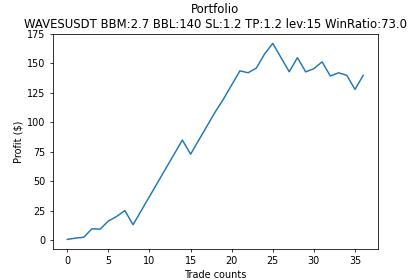 Portfolio
WAVESUSDT BBM:2.7 BBL:140 SL:1.2 TP:1.2 lev:15 WinRatio:73.0
175
150
125
100
75
50
25
0
Profit ($)
0 5 10 15 20 25 30 35
Trade counts